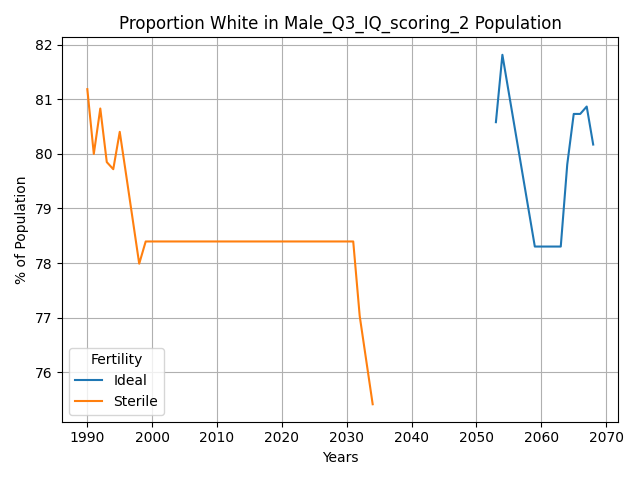 Proportion White in Male_Q3_IQ_scoring_2 Population
82
81
80
79
78
77
76
% of Population
Fertility
Ideal
Sterile
1990 2000 2010 2020 2030 2040 2050 2060 2070
Years